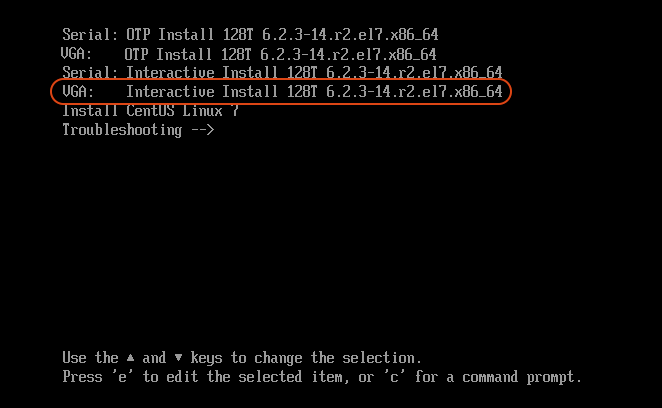 Serial: OTP Install 128T 6.2.3-14.r2.el7.x86_64
VGA: OTP Install 128T 6.2.3-14.r2.el7.x86_64
Serial: Interactive Install 128T 6.2.3-14.r2.el7.x86_64
VGA: Interactive Install 128T 6.2.3-14.r2.el7.x86_64
Install CentOS Linux 7
Troubleshooting -->
Use the ▲ and ▼ keys to change the selection.
Press 'e' to edit the selected item, or 'c' for a command prompt.